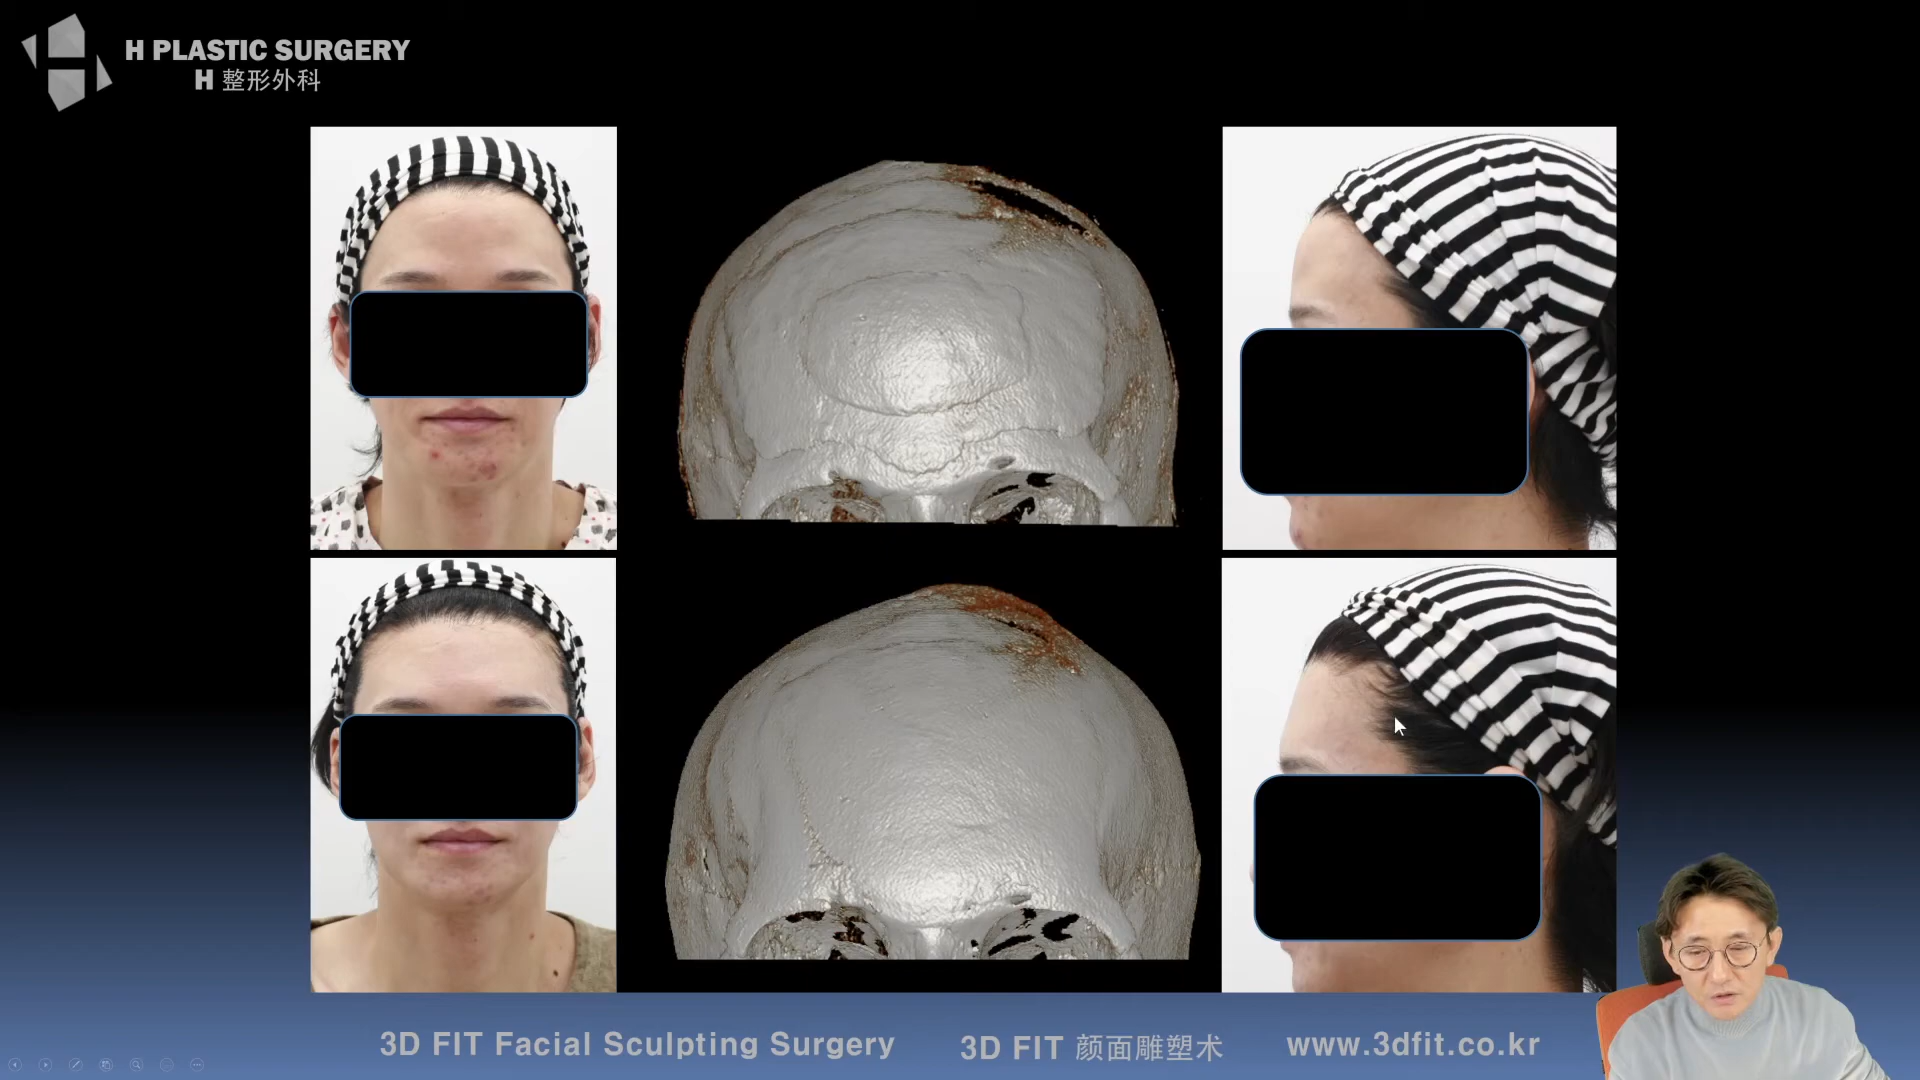 H PLASTIC SURGERY
H 整形外科
3D FIT Facial Sculpting Surgery
3D FIT 颜面雕塑术
www.3dfit.co.kr